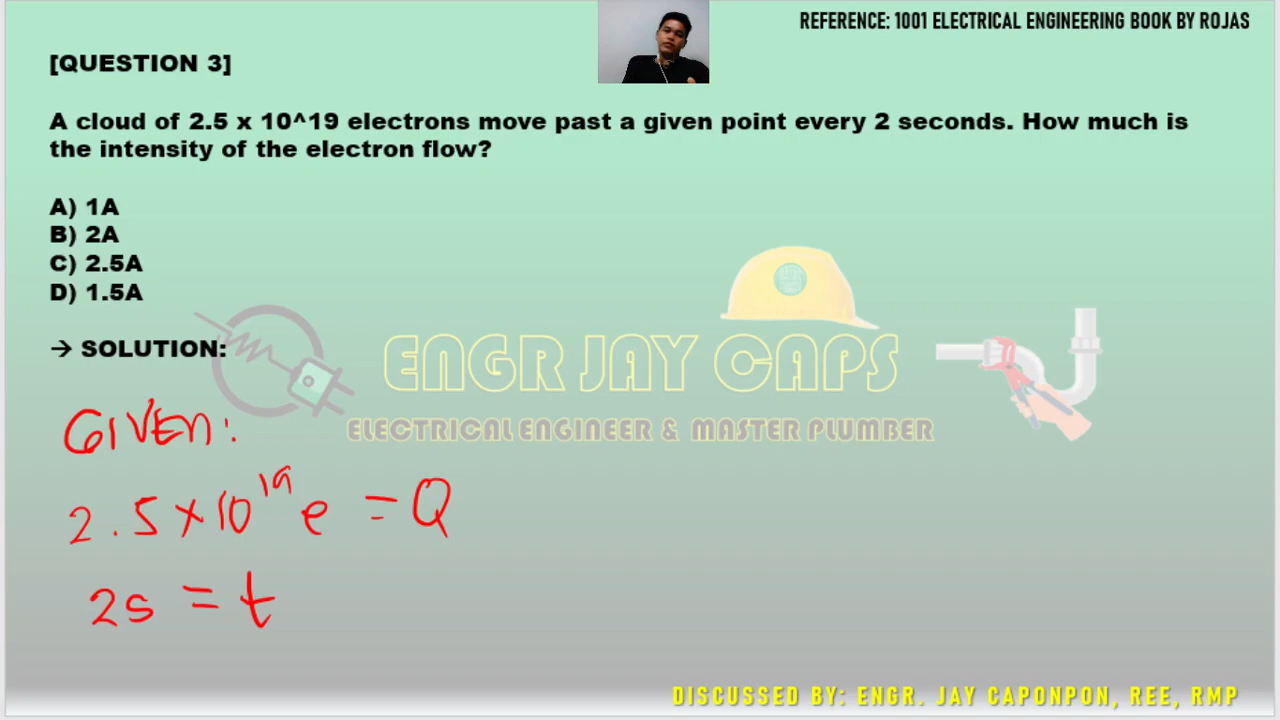 REFERENCE: 1001 ELECTRICAL ENGINEERING BOOK BY ROJAS
[QUESTION 3]
A cloud of 2.5 x 10^19 electrons move past a given point every 2 seconds. How much is
the intensity of the electron flow?
A) 1A
B) 2A
C) 2.5A
D) 1.5A
→ SOLUTION:
ENGR JAY CAPS
ELECTRICAL ENGINEER & MASTER PLUMBER
GIVEN:
2.5×10¹⁹ e = Q
2s = t
DISCUSSED BY: ENGR. JAY CAPONPON, REE, RMP